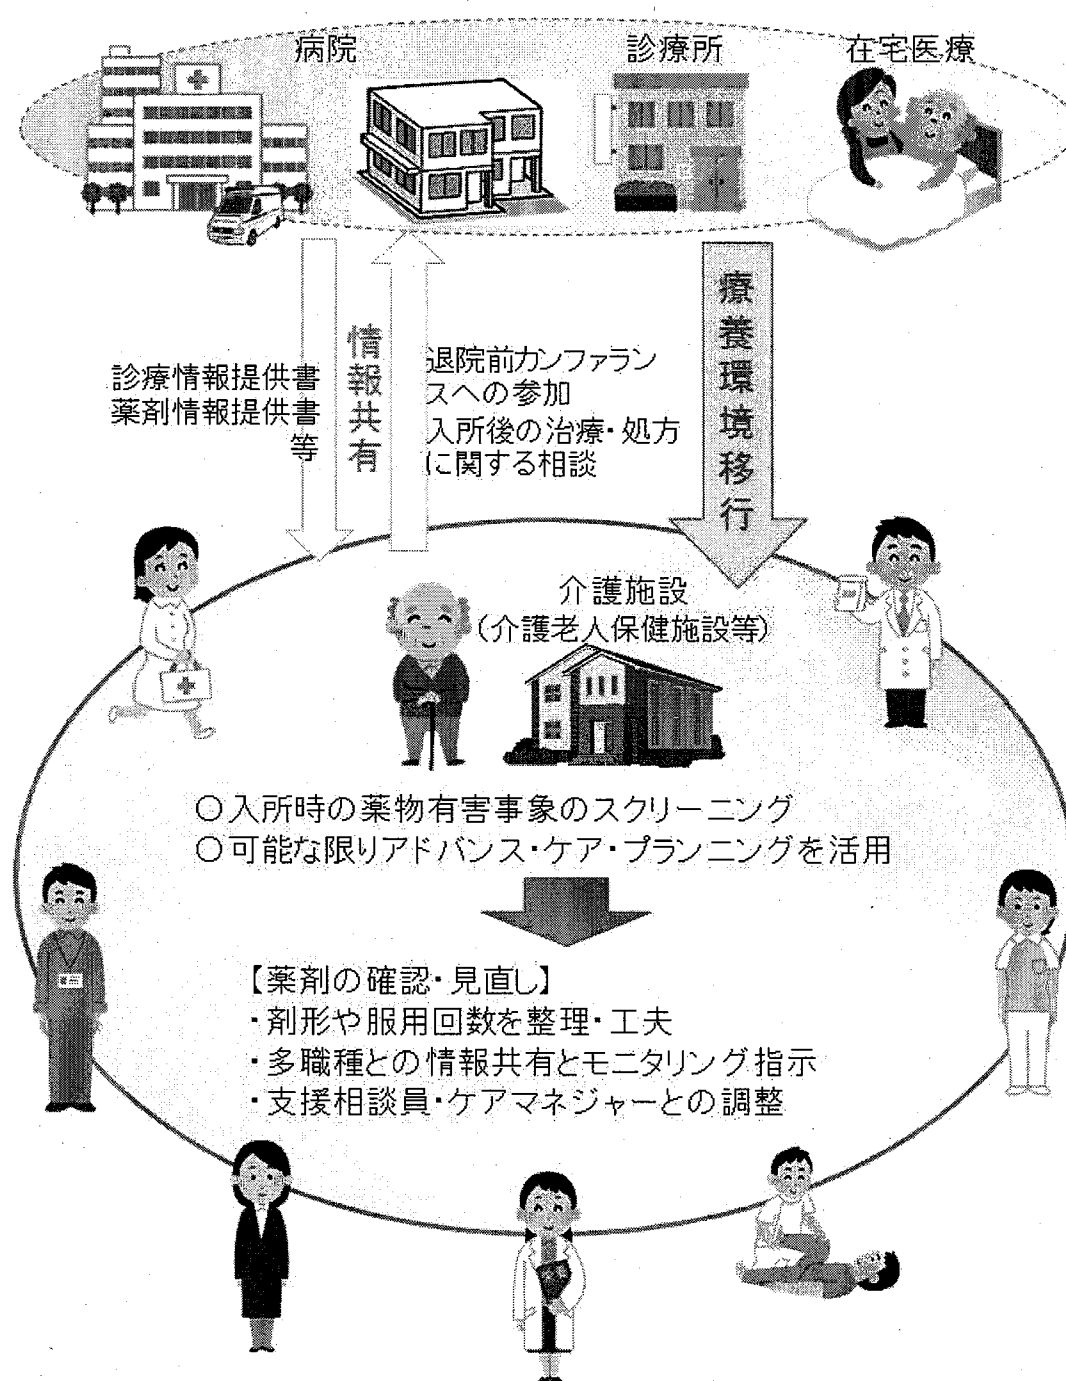 病院
診療所
在宅医療
療養環境移行
情報共有
診療情報提供書
薬剤情報提供書
等
退院前カンファラン
スへの参加
入所後の治療・処方
に関する相談
介護施設
(介護老人保健施設等)
○入所時の薬物有害事象のスクリーニング
○可能な限りアドバンス・ケア・プランニングを活用
【薬剤の確認・見直し】
・剤形や服用回数を整理・工夫
・多職種との情報共有とモニタリング指示
・支援相談員・ケアマネジャーとの調整